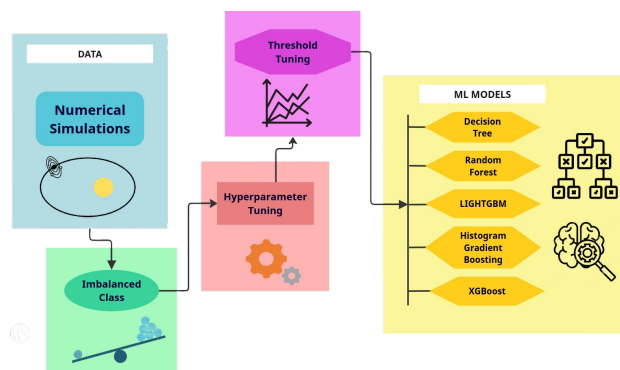 DATA
Numerical
Simulations
Imbalanced
Class
Hyperparameter
Tuning
Threshold
Tuning
ML MODELS
Decision
Tree
Random
Forest
LIGHTGBM
Histogram
Gradient
Boosting
XGBoost